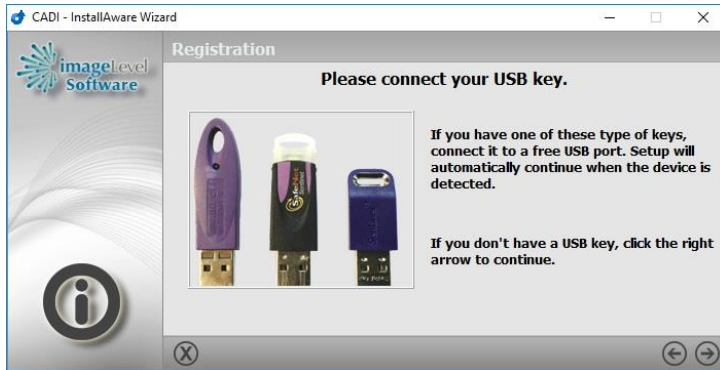 CADI - InstallAware Wizard
imageLevel
Software
Registration
Please connect your USB key.
SafeNet
Sentinel
If you have one of these type of keys,
connect it to a free USB port. Setup will
automatically continue when the device is
detected.
If you don't have a USB key, click the right
arrow to continue.